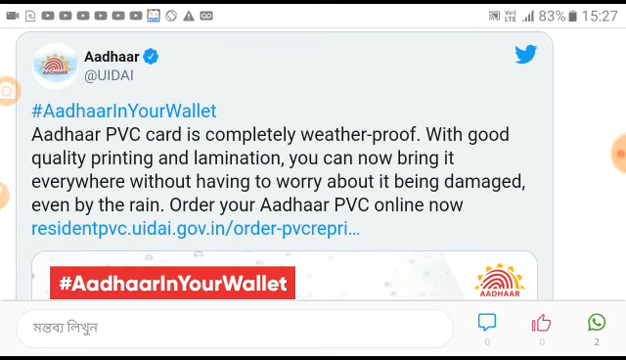 83% 15:27
Aadhaar
@UIDAI
#AadhaarInYourWallet
Aadhaar PVC card is completely weather-proof. With good
quality printing and lamination, you can now bring it
everywhere without having to worry about it being damaged,
even by the rain. Order your Aadhaar PVC online now
residentpvc.uidai.gov.in/order-pvcrepri...
#AadhaarInYourWallet
AADHAAR
মন্তব্য লিখুন
0 0 2